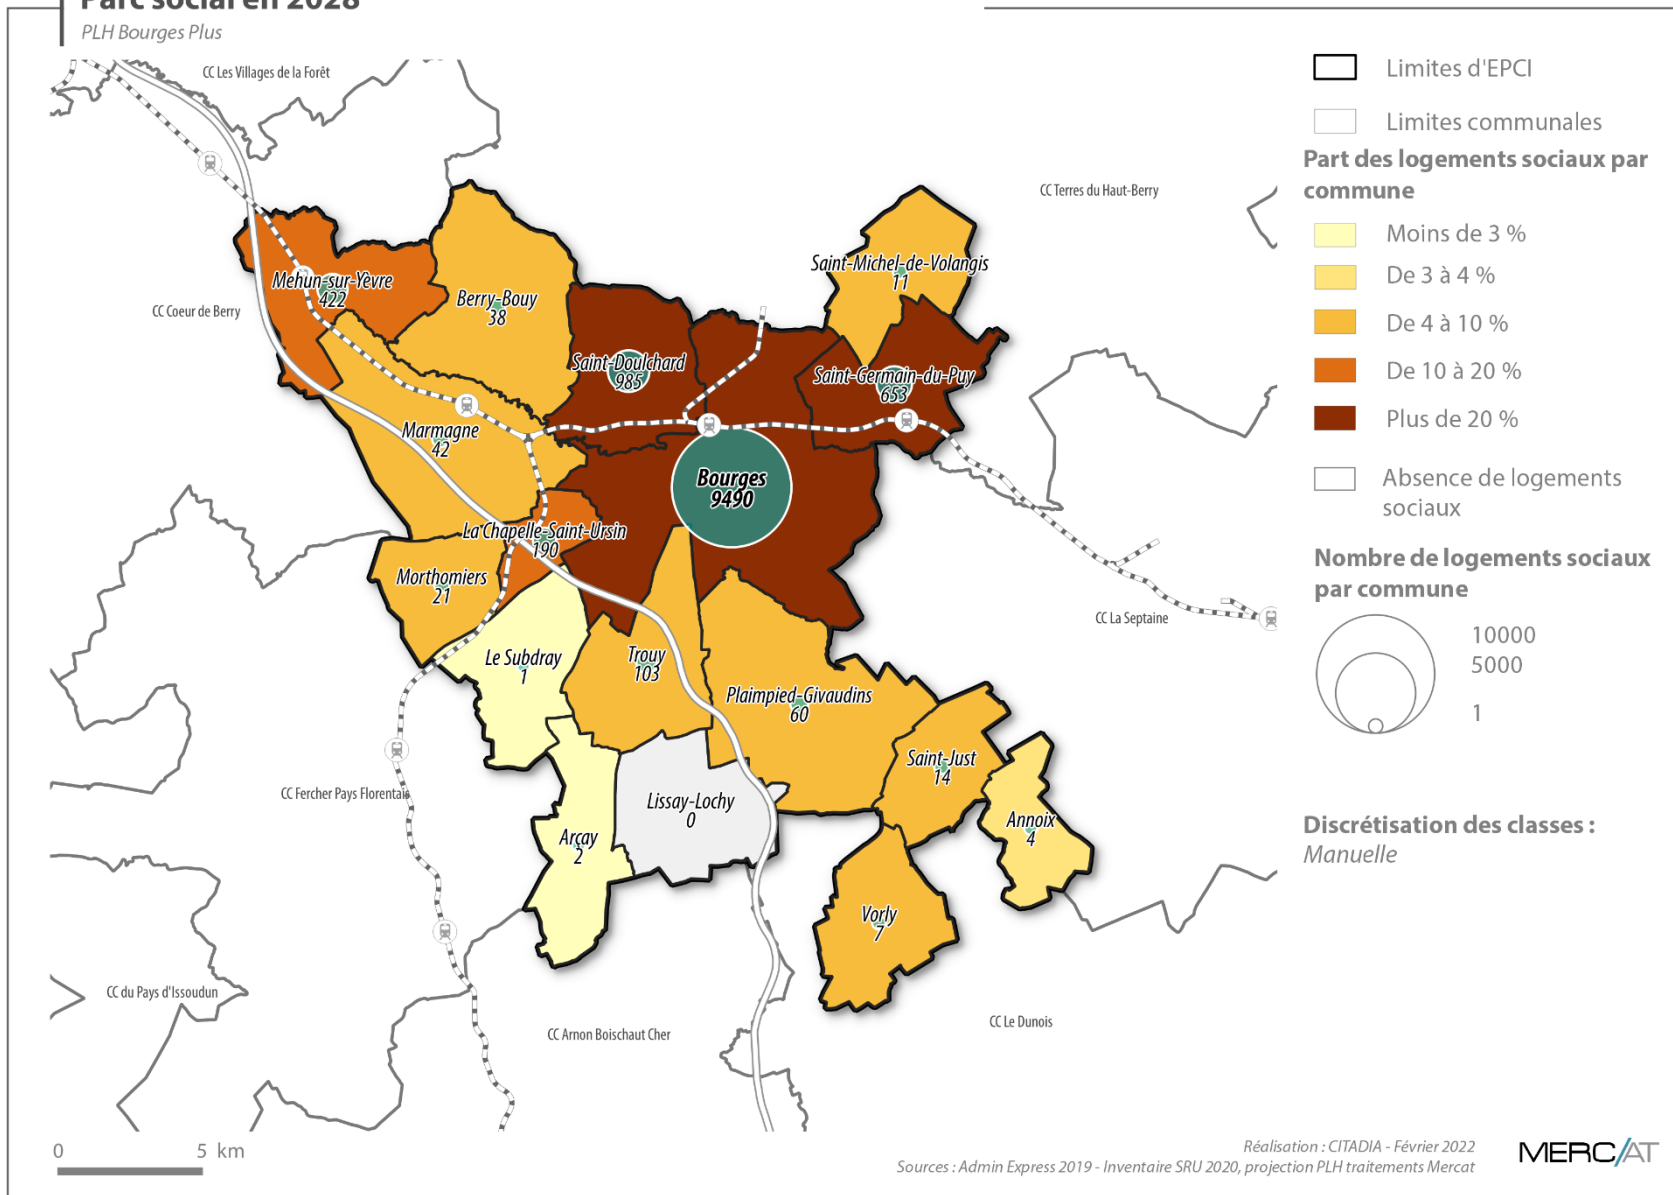 Parc social en 2028
PLH Bourges Plus
CC Les Villages de la Forêt
CC Terres du Haut-Berry
CC Coeur de Berry
Saint-Michel-de-Volangis
11
Mehun-sur-Yèvre
422
Berry-Bouy
38
Saint-Doulchard
985
Saint-Germain-du-Puy
653
Marmagne
42
Bourges
9490
La Chapelle-Saint-Ursin
190
Morthomiers
21
CC La Septaine
Le Subdray
1
Trouy
103
Plaimpied-Givaudins
60
Saint-Just
14
CC Fercher Pays Florentais
Lissay-Lochy
0
Annoix
4
Arçay
2
Vorly
7
CC du Pays d'Issoudun
CC Arnon Boischaut Cher
CC Le Dunois
0 5 km
Limites d'EPCI
Limites communales
Part des logements sociaux par
commune
Moins de 3 %
De 3 à 4 %
De 4 à 10 %
De 10 à 20 %
Plus de 20 %
Absence de logements
sociaux
Nombre de logements sociaux
par commune
10000
5000
1
Discrétisation des classes :
Manuelle
Réalisation : CITADIA - Février 2022
Sources : Admin Express 2019 - Inventaire SRU 2020, projection PLH traitements Mercat
MERC/AT